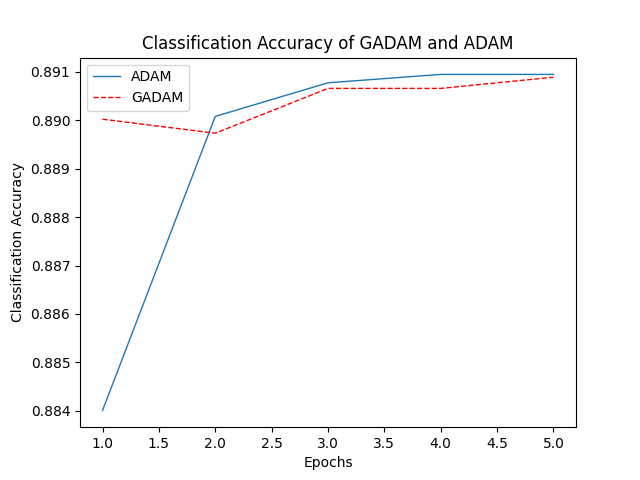 Classification Accuracy of GADAM and ADAM
ADAM
GADAM
Classification Accuracy
0.891
0.890
0.889
0.888
0.887
0.886
0.885
0.884
1.0 1.5 2.0 2.5 3.0 3.5 4.0 4.5 5.0
Epochs